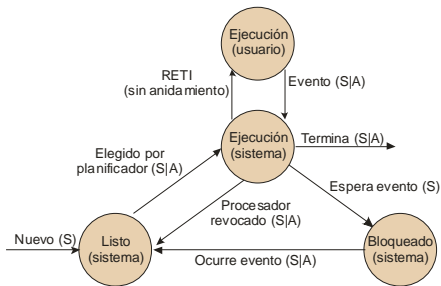 Ejecución
(usuario)
RETI
(sin anidamiento)
Evento (S|A)
Ejecución
(sistema)
Termina (S|A)
Elegido por
planificador (S|A)
Espera evento (S)
Procesador
revocado (S|A)
Nuevo (S)
Listo
(sistema)
Bloqueado
(sistema)
Ocurre evento (S|A)